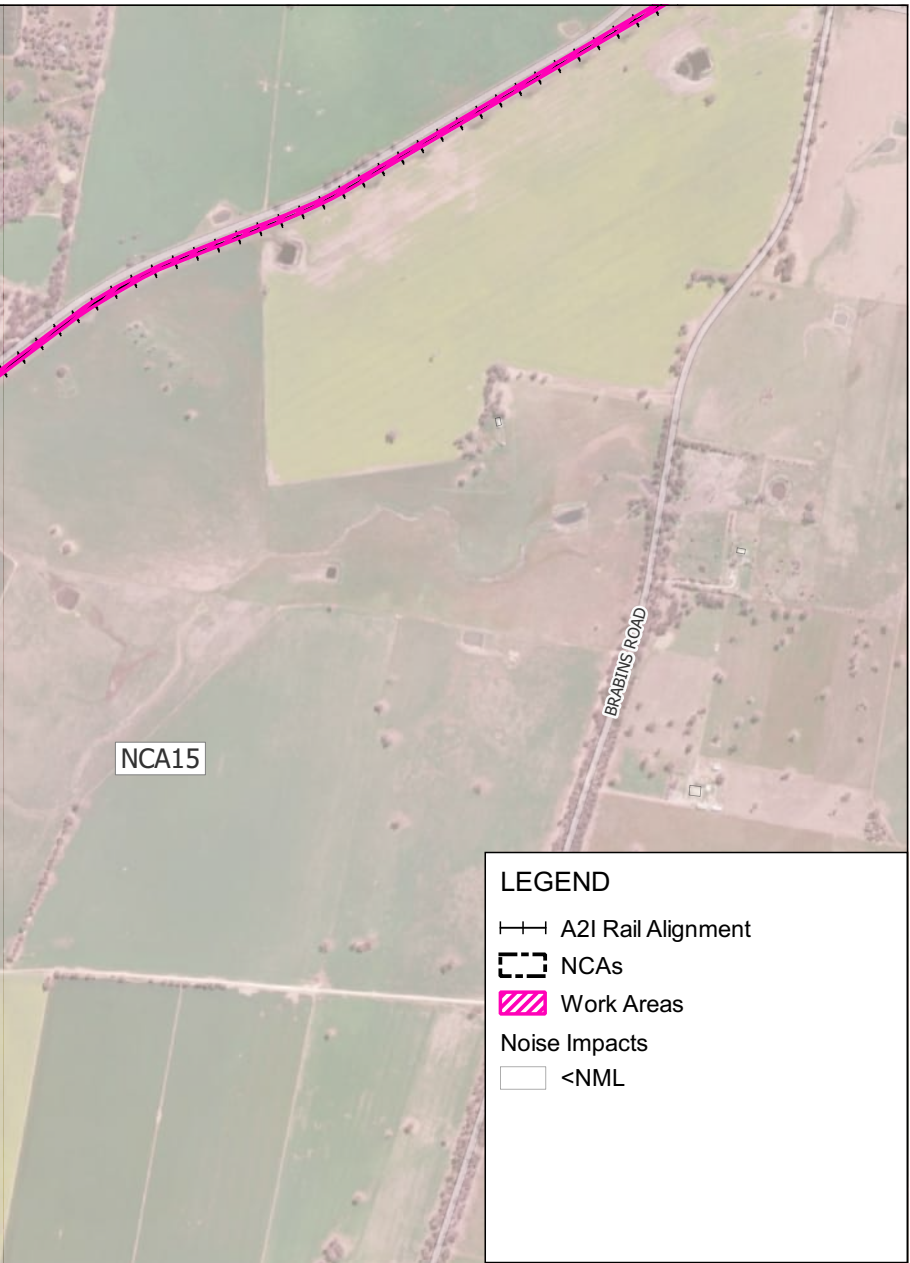 BRABINS ROAD
NCA15
LEGEND
A2I Rail Alignment
NCAs
Work Areas
Noise Impacts
<NML